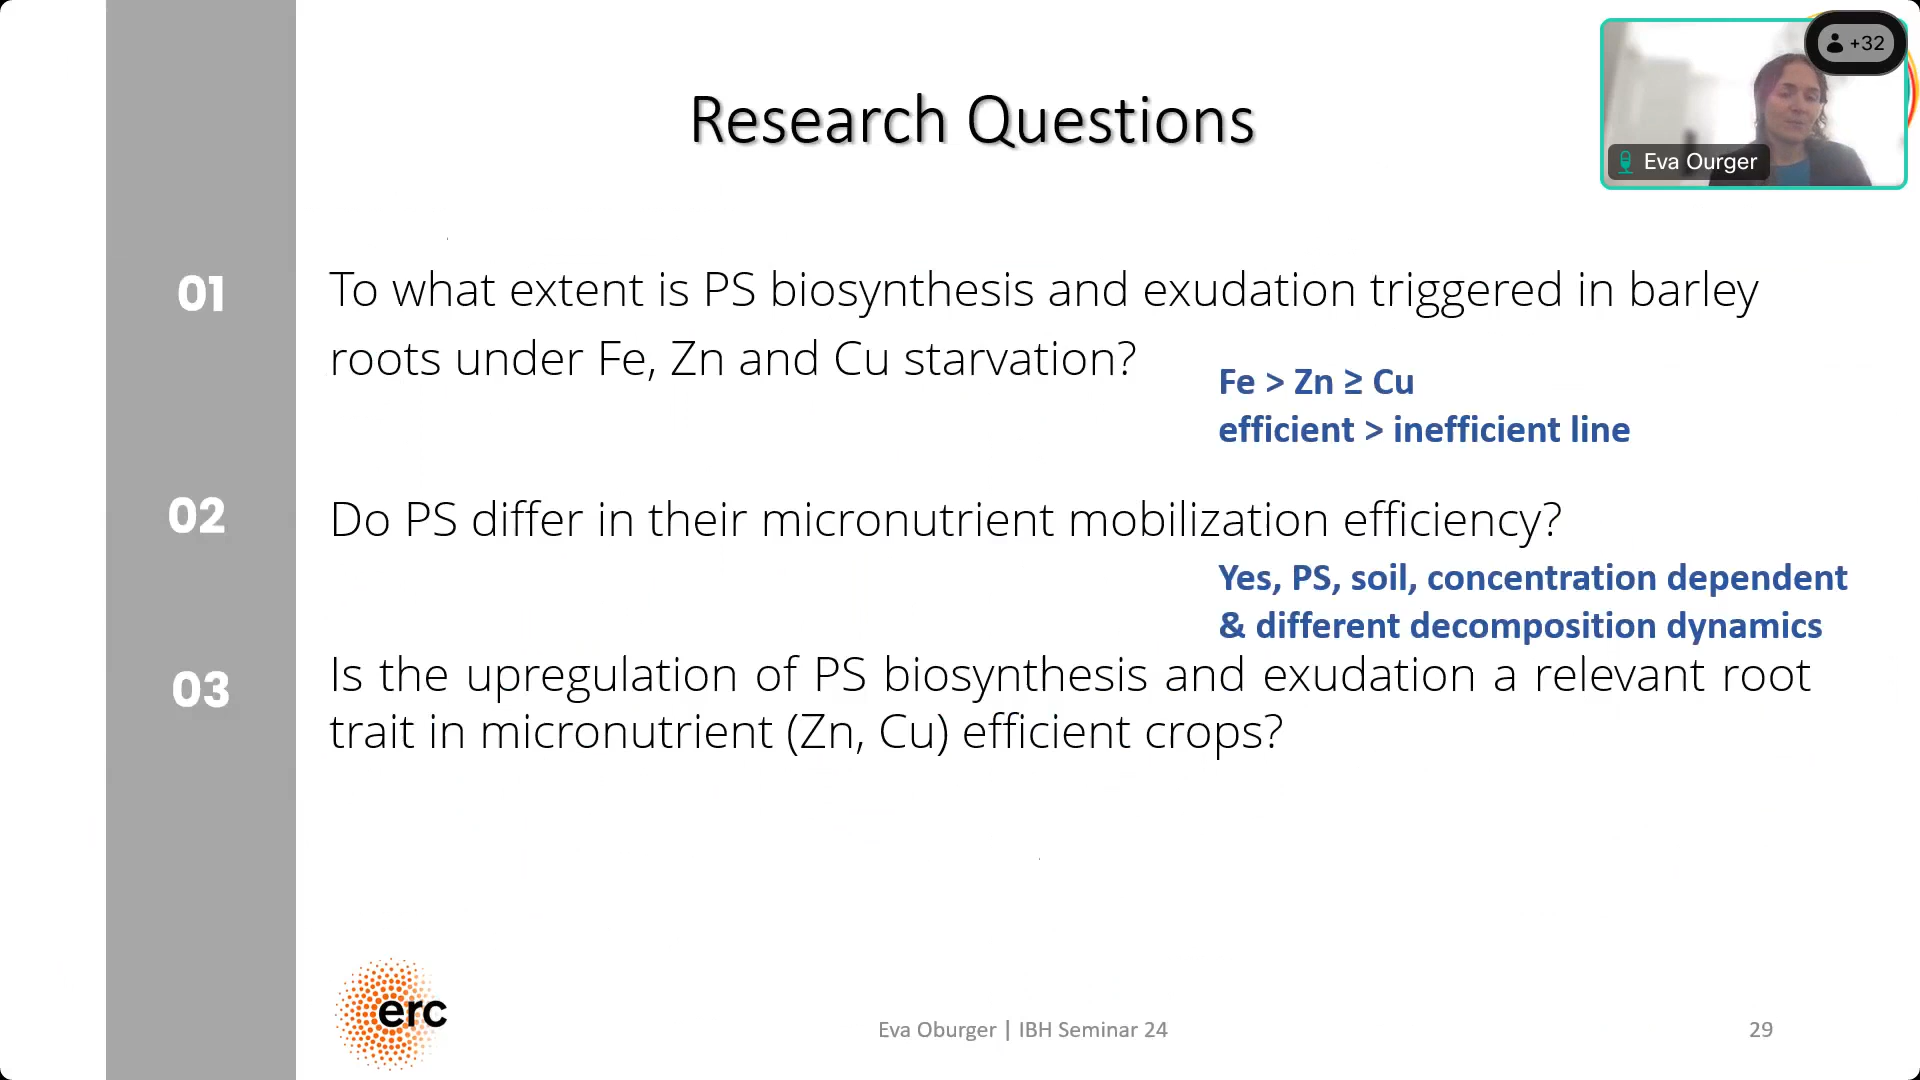 Research Questions
+32
Eva Ourger
01
To what extent is PS biosynthesis and exudation triggered in barley
roots under Fe, Zn and Cu starvation?
Fe > Zn ≥ Cu
efficient > inefficient line
02
Do PS differ in their micronutrient mobilization efficiency?
Yes, PS, soil, concentration dependent
& different decomposition dynamics
03
Is the upregulation of PS biosynthesis and exudation a relevant root
trait in micronutrient (Zn, Cu) efficient crops?
erc
Eva Oburger | IBH Seminar 24
29